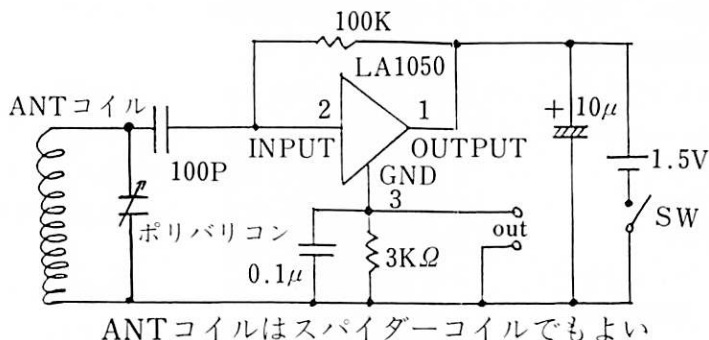 100K
LA1050
ANTコイル
2
1
+
10μ
100P
INPUT
OUTPUT
1.5V
GND
3
ポリバリコン
out
SW
0.1μ
3KΩ
ANTコイルはスパイダーコイルでもよい